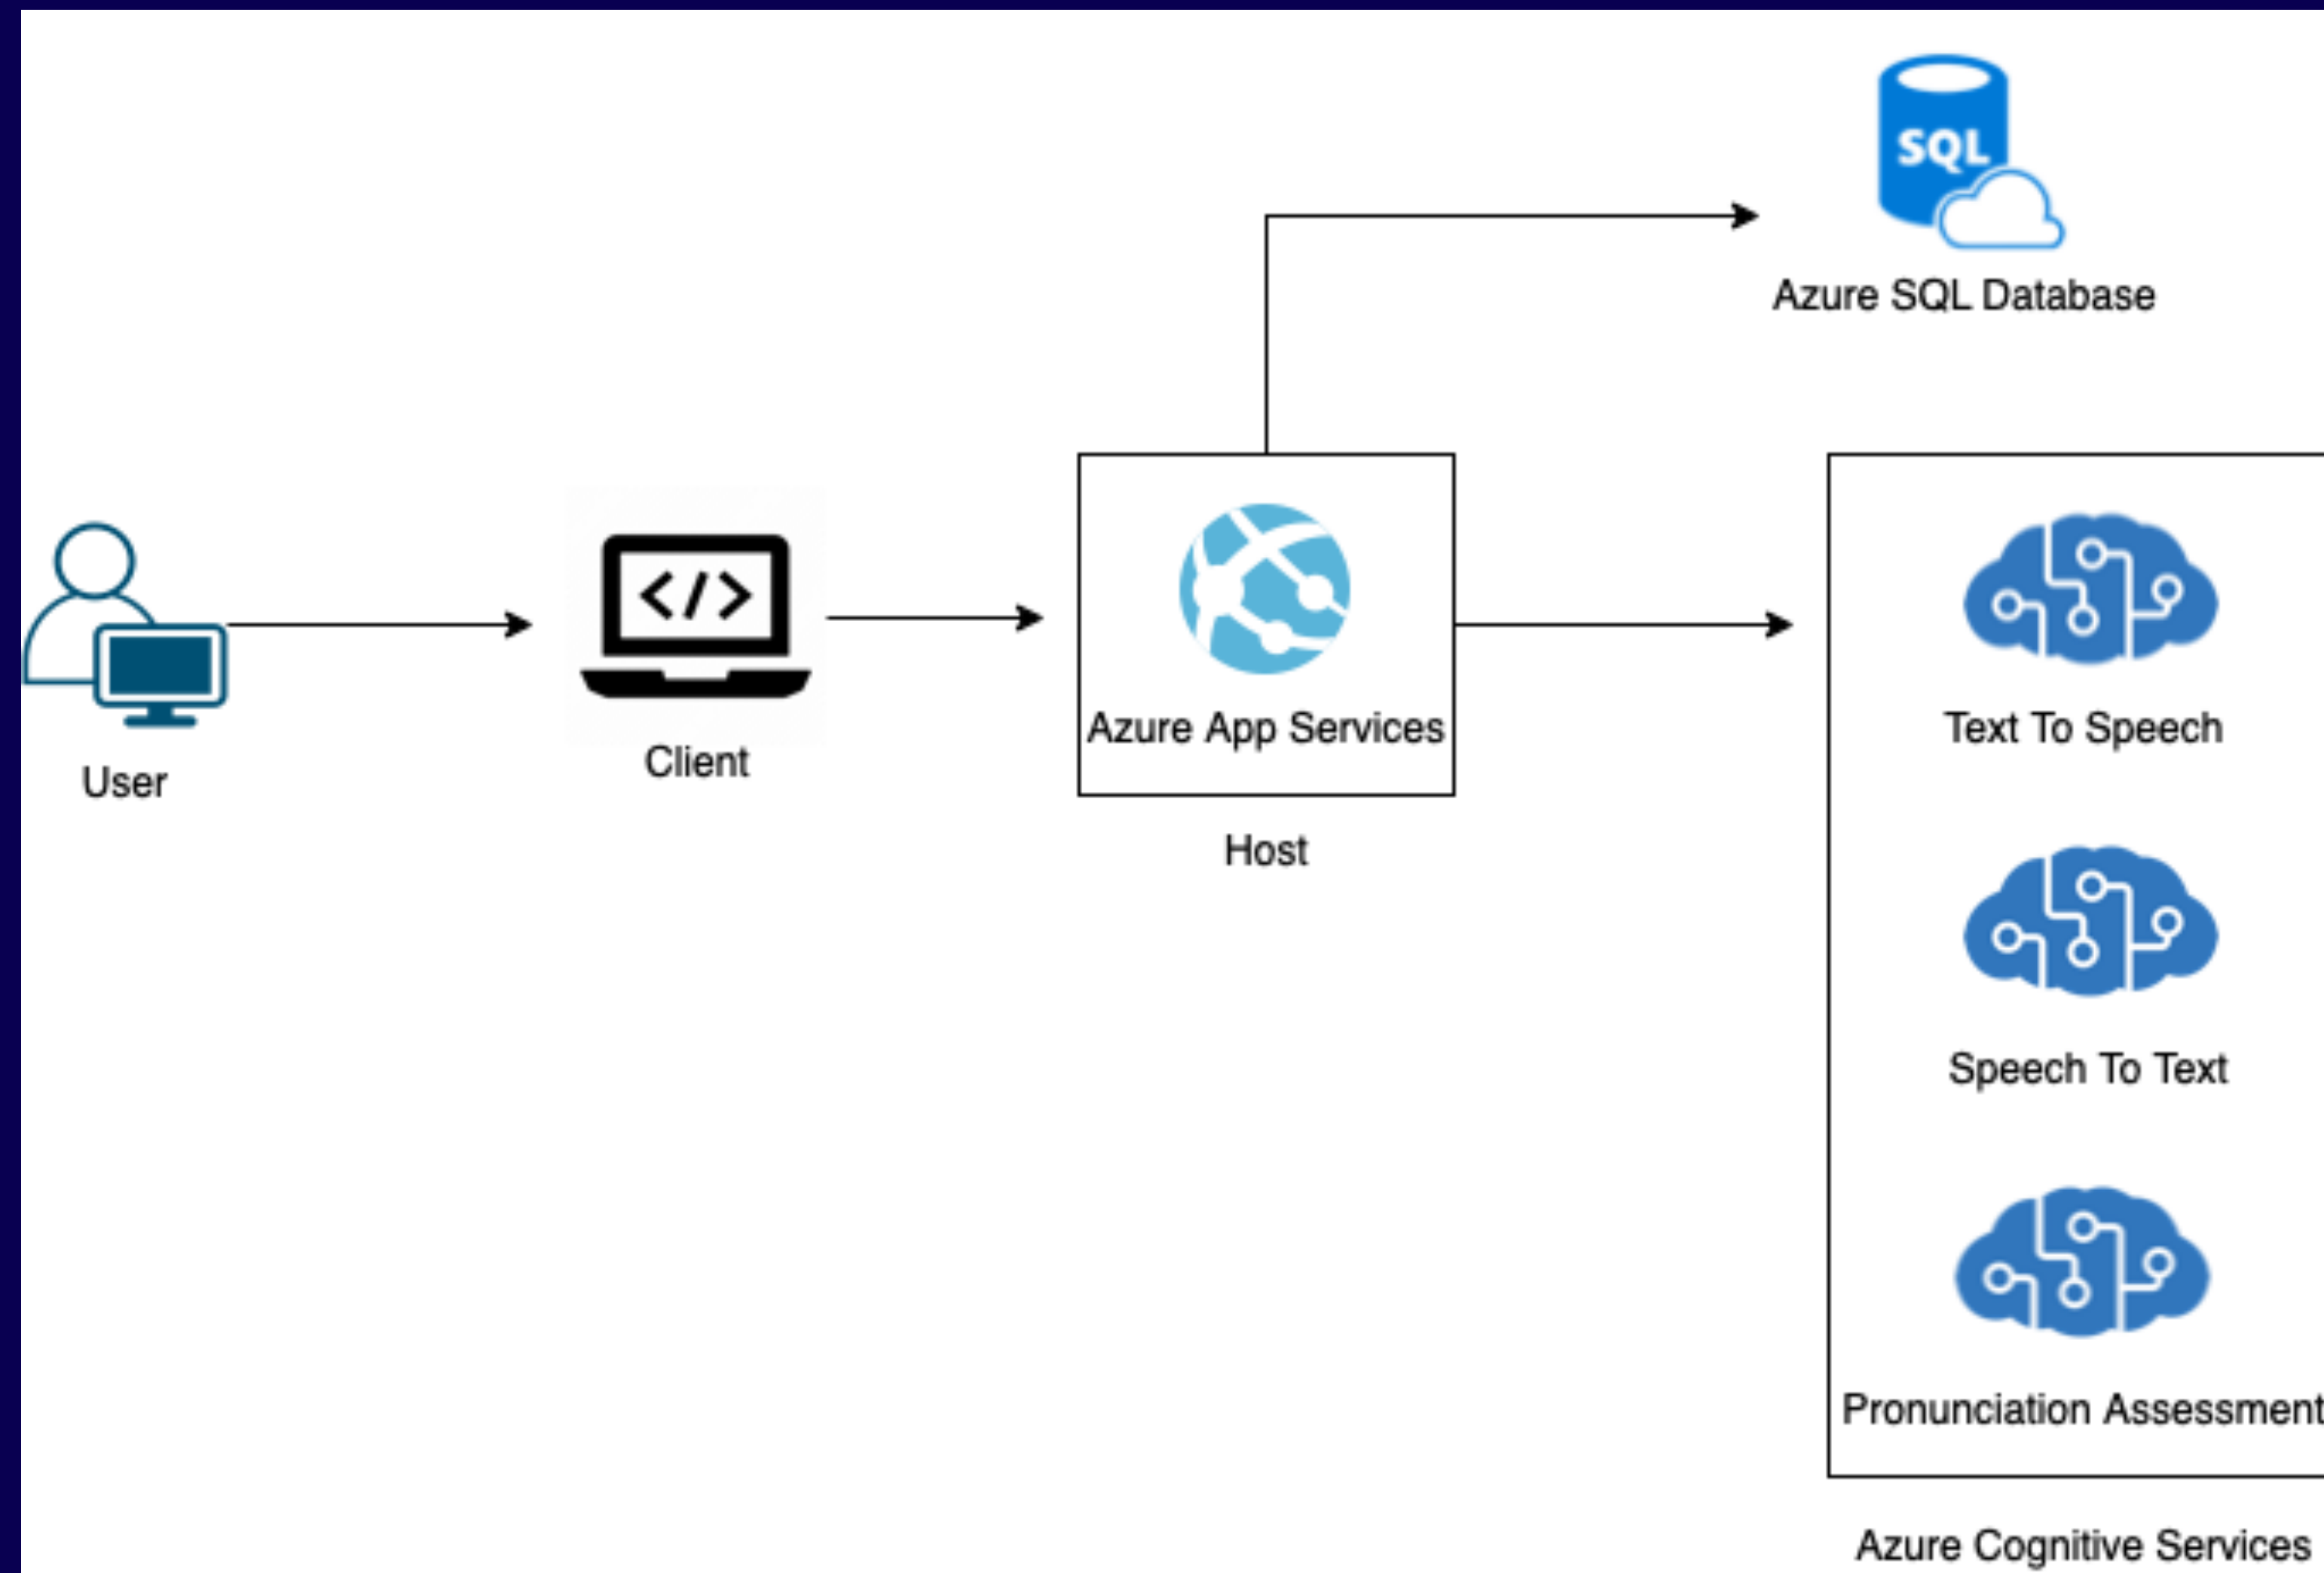 SQL
Azure SQL Database
</>
User
Client
Azure App Services
Host
Text To Speech
Speech To Text
Pronunciation Assessment
Azure Cognitive Services